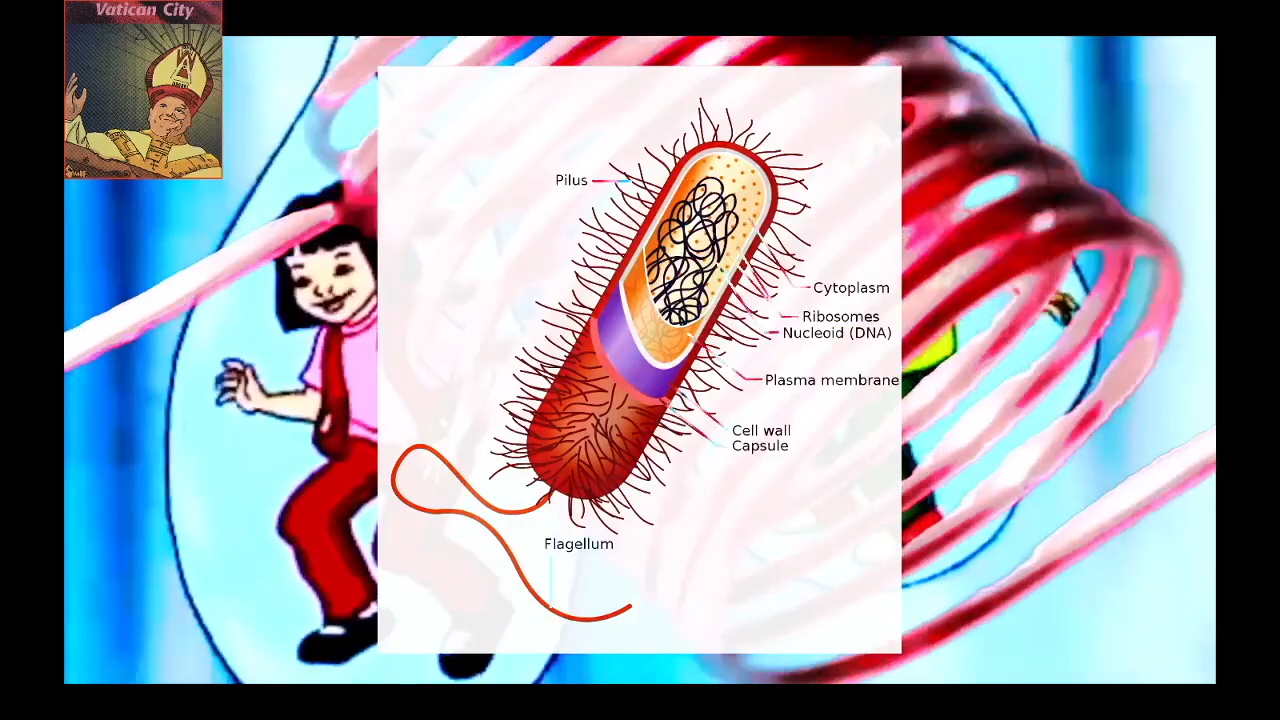 Vatican City
Pilus
Cytoplasm
Ribosomes
Nucleoid (DNA)
Plasma membrane
Cell wall
Capsule
Flagellum